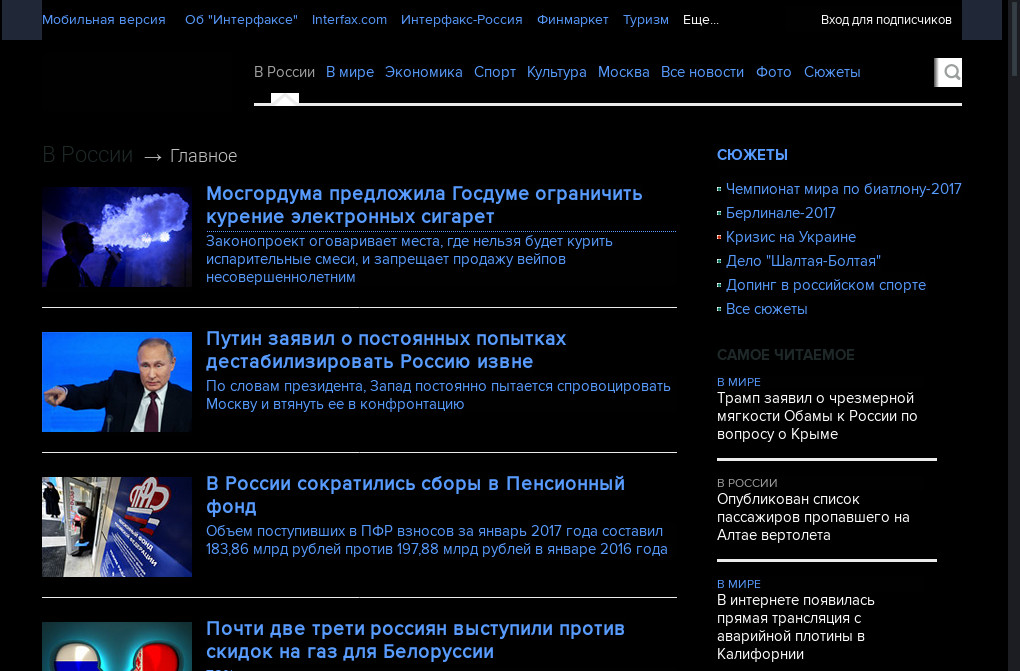 Мобильная версия Об "Интерфаксе" Interfax.com Интерфакс-Россия Финмаркет Туризм Еще... Вход для подписчиков
В России В мире Экономика Спорт Культура Москва Все новости Фото Сюжеты
В России → Главное
Мосгордума предложила Госдуме ограничить
курение электронных сигарет
Законопроект оговаривает места, где нельзя будет курить
испарительные смеси, и запрещает продажу вейпов
несовершеннолетним
Путин заявил о постоянных попытках
дестабилизировать Россию извне
По словам президента, Запад постоянно пытается спровоцировать
Москву и втянуть ее в конфронтацию
В России сократились сборы в Пенсионный
фонд
Объем поступивших в ПФР взносов за январь 2017 года составил
183,86 млрд рублей против 197,88 млрд рублей в январе 2016 года
Почти две трети россиян выступили против
скидок на газ для Белоруссии
СЮЖЕТЫ
Чемпионат мира по биатлону-2017
Берлинале-2017
Кризис на Украине
Дело "Шалтая-Болтая"
Допинг в российском спорте
Все сюжеты
САМОЕ ЧИТАЕМОЕ
В МИРЕ
Трамп заявил о чрезмерной
мягкости Обамы к России по
вопросу о Крыме
В РОССИИ
Опубликован список
пассажиров пропавшего на
Алтае вертолета
В МИРЕ
В интернете появилась
прямая трансляция с
аварийной плотины в
Калифорнии